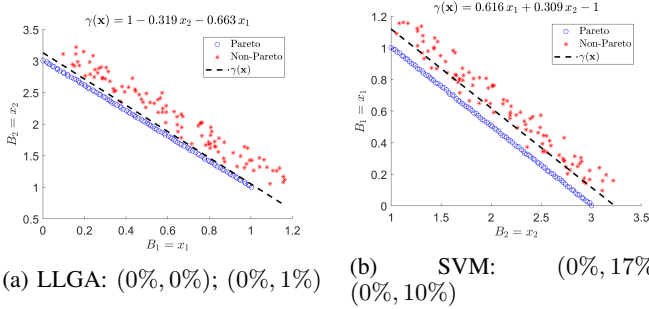 γ(x) = 1 − 0.319 x₂ − 0.663 x₁
3.5
3
2.5
2
1.5
1
0.5
B₂ = x₂
Pareto
Non-Pareto
γ(x)
0
0.2
0.4
0.6
0.8
1
1.2
B₁ = x₁
(a) LLGA: (0%, 0%); (0%, 1%)
γ(x) = 0.616 x₁ + 0.309 x₂ − 1
1.2
1
0.8
0.6
0.4
0.2
0
B₁ = x₁
Pareto
Non-Pareto
γ(x)
1
1.5
2
2.5
3
3.5
B₂ = x₂
(b) SVM: (0%, 17%
(0%, 10%)